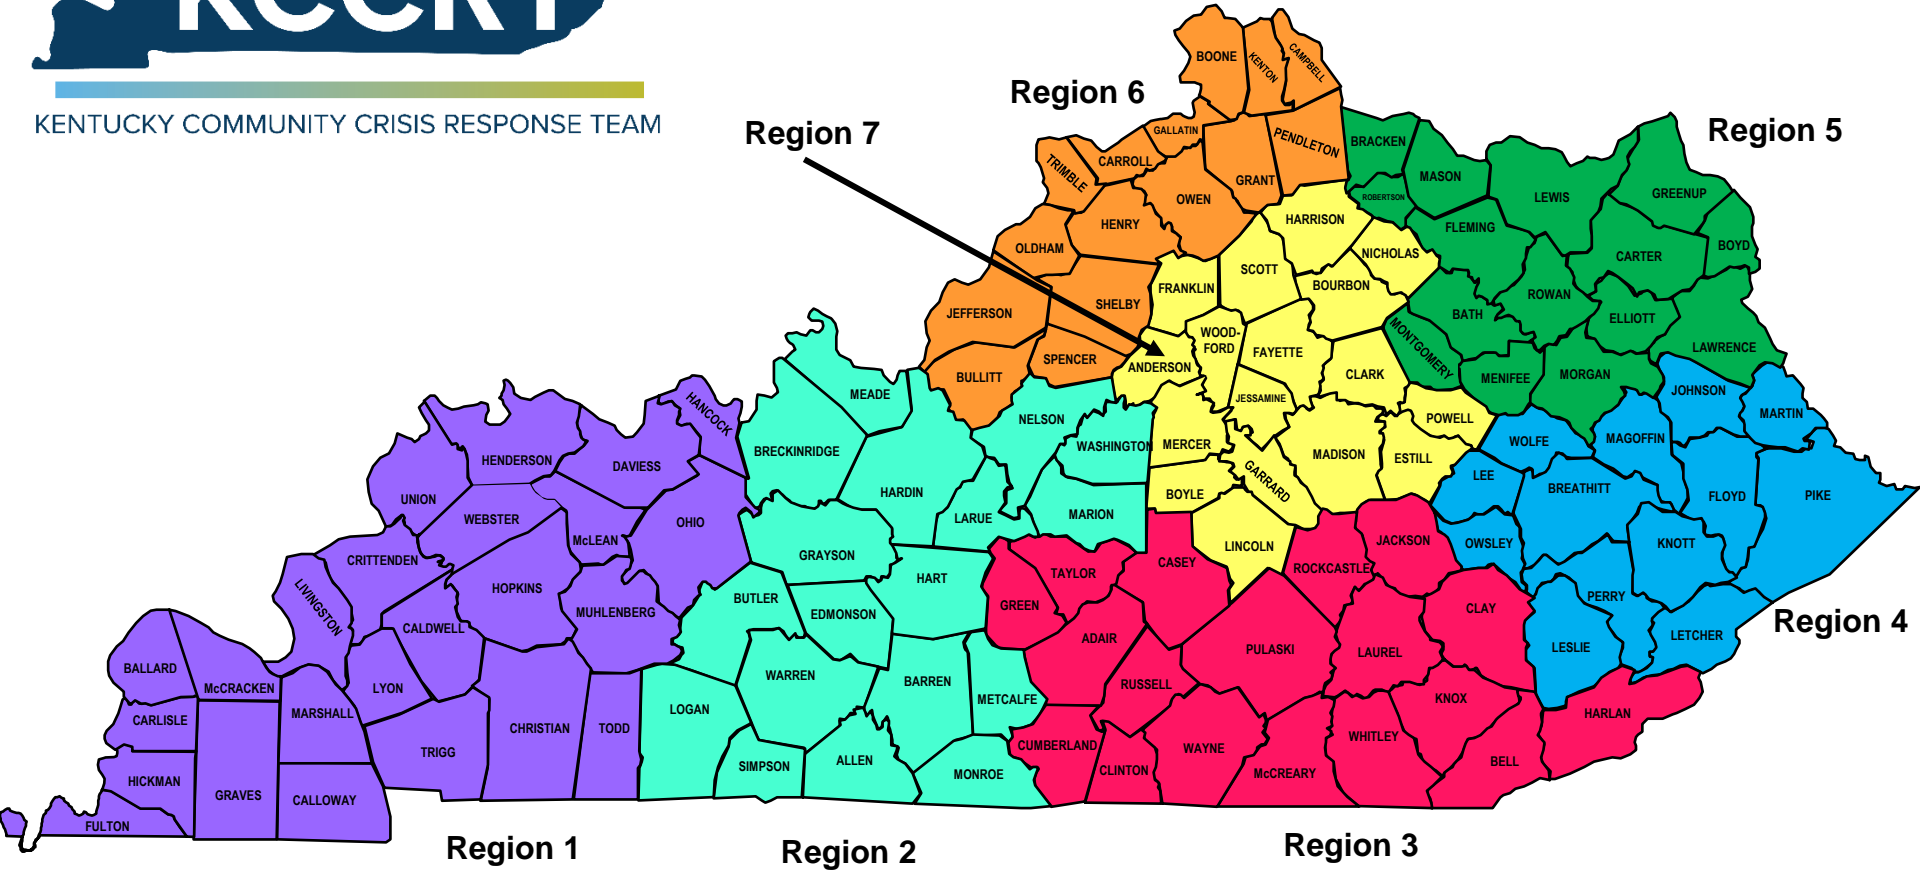 KCCRT
KENTUCKY COMMUNITY CRISIS RESPONSE TEAM
Region 6
Region 7
Region 5
Region 4
Region 1
Region 2
Region 3
BOONE
KENTON
CAMPBELL
GALLATIN
PENDLETON
CARROLL
TRIMBLE
GRANT
OWEN
HENRY
OLDHAM
SHELBY
JEFFERSON
SPENCER
BULLITT
BRACKEN
MASON
ROBERTSON
LEWIS
GREENUP
FLEMING
BOYD
CARTER
ROWAN
BATH
ELLIOTT
MONTGOMERY
LAWRENCE
MENIFEE
MORGAN
HARRISON
NICHOLAS
SCOTT
BOURBON
FRANKLIN
WOOD-
FORD
FAYETTE
ANDERSON
CLARK
JESSAMINE
POWELL
MERCER
MADISON
ESTILL
GARRARD
BOYLE
LINCOLN
JOHNSON
MARTIN
WOLFE
MAGOFFIN
LEE
BREATHITT
FLOYD
PIKE
OWSLEY
KNOTT
PERRY
LESLIE
LETCHER
MEADE
BRECKINRIDGE
NELSON
WASHINGTON
HARDIN
LARUE
MARION
GRAYSON
HART
BUTLER
EDMONSON
WARREN
BARREN
METCALFE
LOGAN
SIMPSON
ALLEN
MONROE
CASEY
JACKSON
ROCKCASTLE
TAYLOR
GREEN
CLAY
ADAIR
PULASKI
LAUREL
RUSSELL
KNOX
HARLAN
CUMBERLAND
WAYNE
WHITLEY
CLINTON
McCREARY
BELL
HANCOCK
HENDERSON
DAVIESS
UNION
WEBSTER
OHIO
McLEAN
CRITTENDEN
LIVINGSTON
HOPKINS
MUHLENBERG
CALDWELL
BALLARD
McCRACKEN
LYON
MARSHALL
CARLISLE
CHRISTIAN
TODD
TRIGG
HICKMAN
GRAVES
CALLOWAY
FULTON